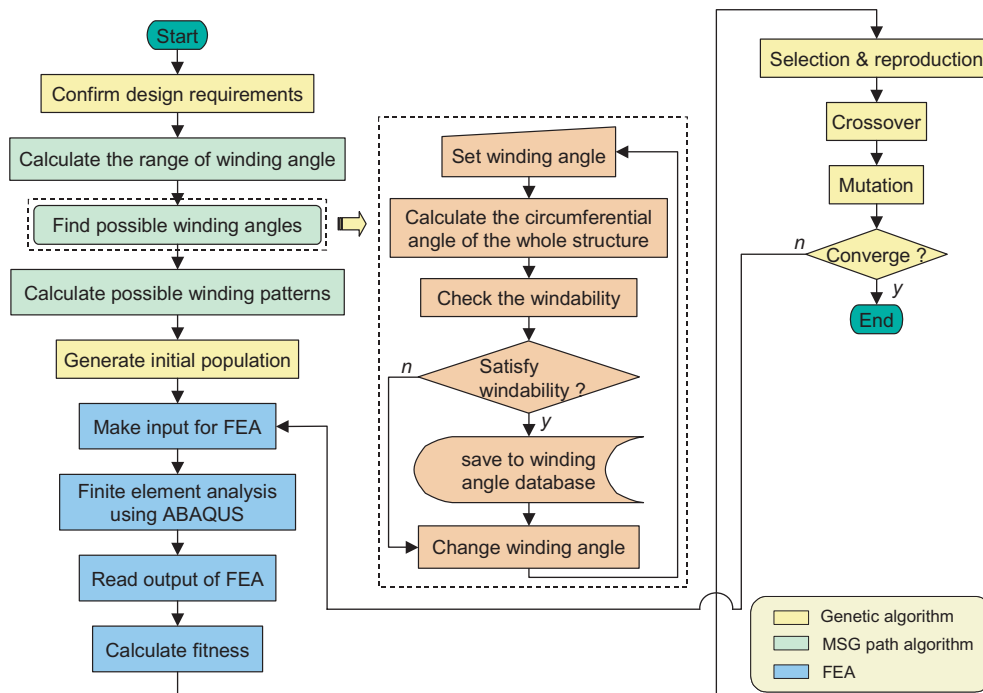 Start
Confirm design requirements
Calculate the range of winding angle
Find possible winding angles
Calculate possible winding patterns
Generate initial population
Make input for FEA
Finite element analysis
using ABAQUS
Read output of FEA
Calculate fitness
Set winding angle
Calculate the circumferential
angle of the whole structure
Check the windability
Satisfy
windability ?
n
y
save to winding
angle database
Change winding angle
Selection & reproduction
Crossover
Mutation
Converge ?
n
y
End
Genetic algorithm
MSG path algorithm
FEA